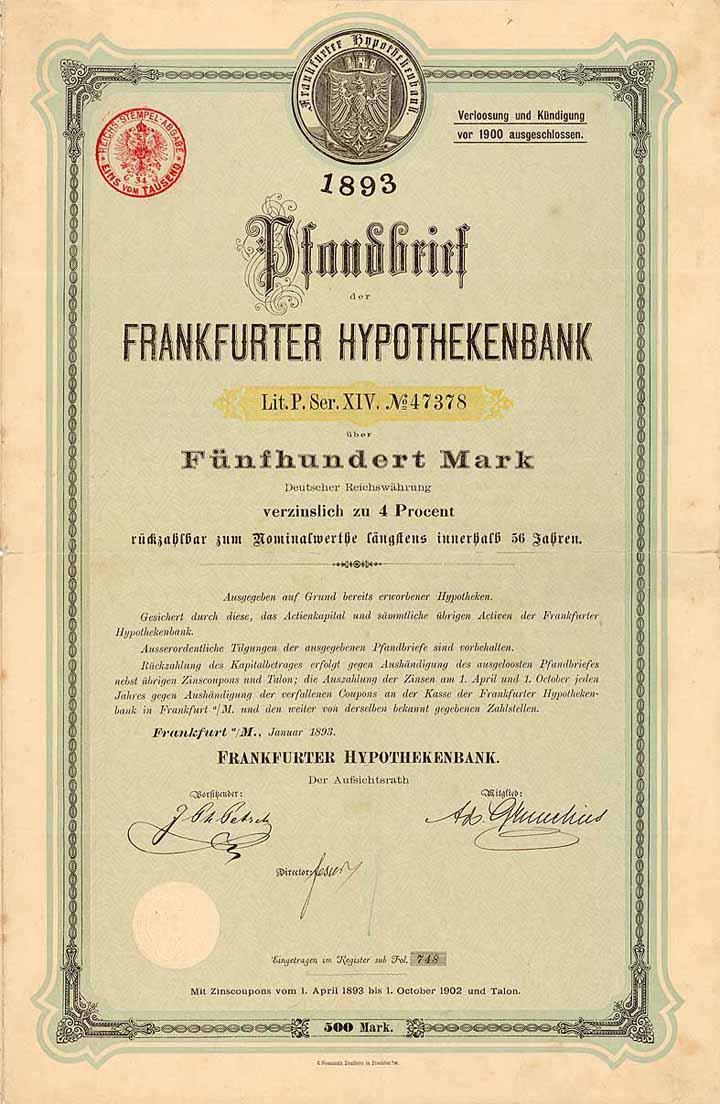 Frankfurter Hypothekenbank.
Verloosung und Kündigung
vor 1900 ausgeschlossen.
REICHS-STEMPEL-ABGABE
EINS VOM TAUSEND
1893
Pfandbrief
der
FRANKFURTER HYPOTHEKENBANK
Lit. P. Ser. XIV. No 47378
über
Fünfhundert Mark
Deutscher Reichswährung
verzinslich zu 4 Procent
rückzahlbar zum Nominalwerthe längstens innerhalb 56 Jahren.
Ausgegeben auf Grund bereits erworbener Hypotheken.
Gesichert durch diese, das Actienkapital und sämmtliche übrigen Activen der Frankfurter
Hypothekenbank.
Ausserordentliche Tilgungen der ausgegebenen Pfandbriefe sind vorbehalten.
Rückzahlung des Kapitalbetrages erfolgt gegen Aushändigung des ausgeloosten Pfandbriefes
nebst übrigen Zinscoupons und Talon; die Auszahlung der Zinsen am 1. April und 1. October jeden
Jahres gegen Aushändigung der verfallenen Coupons an der Kasse der Frankfurter Hypotheken-
bank in Frankfurt a/M. und den weiter von derselben bekannt gegebenen Zahlstellen.
Frankfurt a/M., Januar 1893.
FRANKFURTER HYPOTHEKENBANK.
Der Aufsichtsrath
Vorsitzender: Mitglied:
J Ph Petsch
Director:
Eingetragen im Register sub Fol. 748
Mit Zinscoupons vom 1. April 1893 bis 1. October 1902 und Talon.
500 Mark.